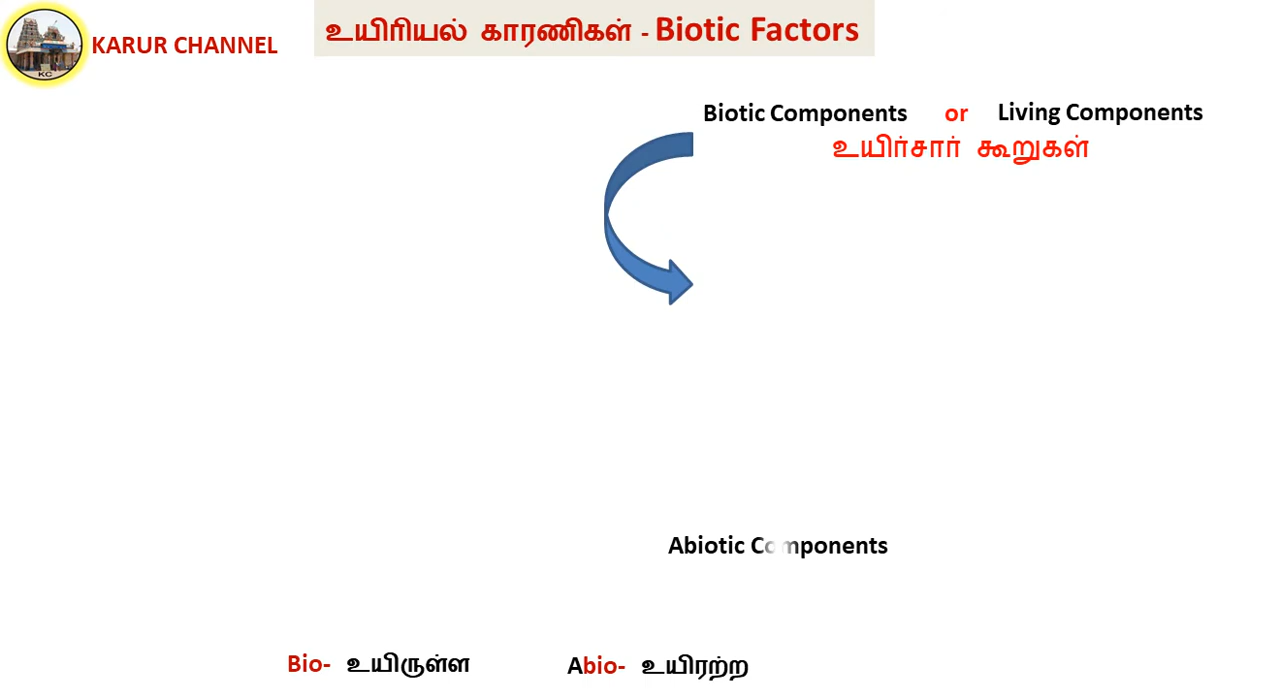 உயிரியல் காரணிகள் - Biotic Factors
KARUR CHANNEL
KC
Biotic Components or Living Components
உயிர்சார் கூறுகள்
Abiotic Components
Bio- உயிருள்ள Abio- உயிரற்ற